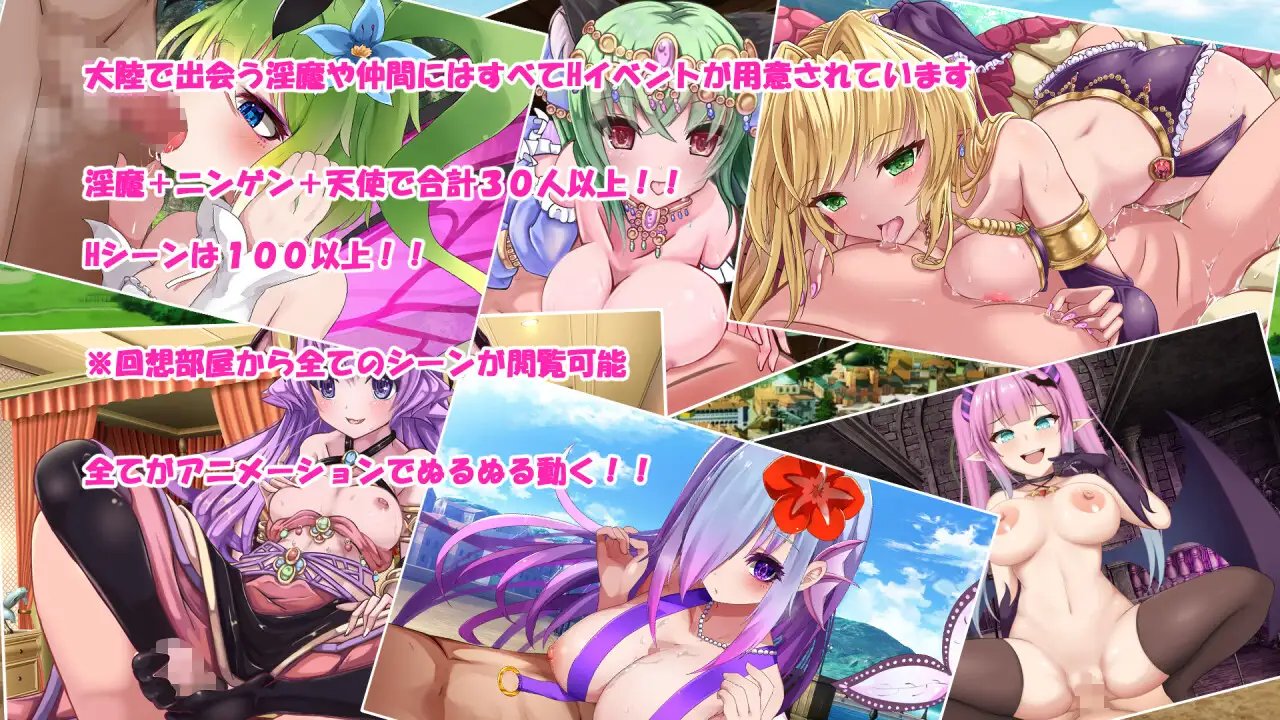 大陸で出会う淫魔や仲間にはすべてHイベントが用意されています
淫魔＋ニンゲン＋天使で合計３０人以上！！
Hシーンは１００以上！！
※回想部屋から全てのシーンが閲覧可能
全てがアニメーションでぬるぬる動く！！